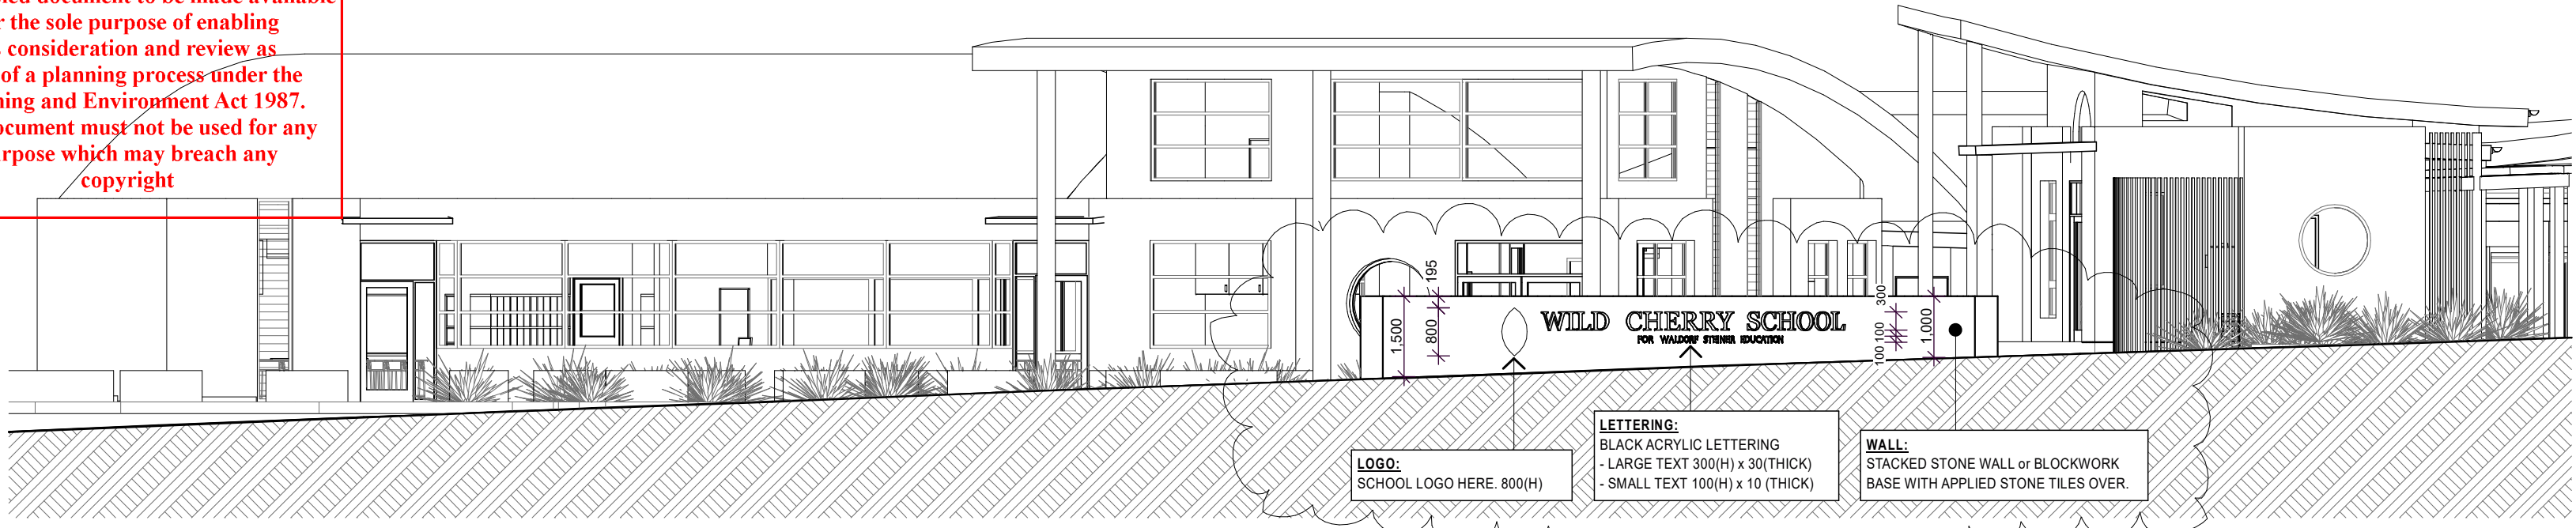 to be made available
the sole purpose of enabling
consideration and review as
of a planning process under the
and Environment Act 1987.
must not be used for any
which may breach any
copyright
195
1,500
800
WILD CHERRY SCHOOL
FOR WALDORF STEINER EDUCATION
300
100
100
1,000
LOGO:
SCHOOL LOGO HERE. 800(H)
LETTERING:
BLACK ACRYLIC LETTERING
- LARGE TEXT 300(H) x 30(THICK)
- SMALL TEXT 100(H) x 10 (THICK)
WALL:
STACKED STONE WALL or BLOCKWORK
BASE WITH APPLIED STONE TILES OVER.